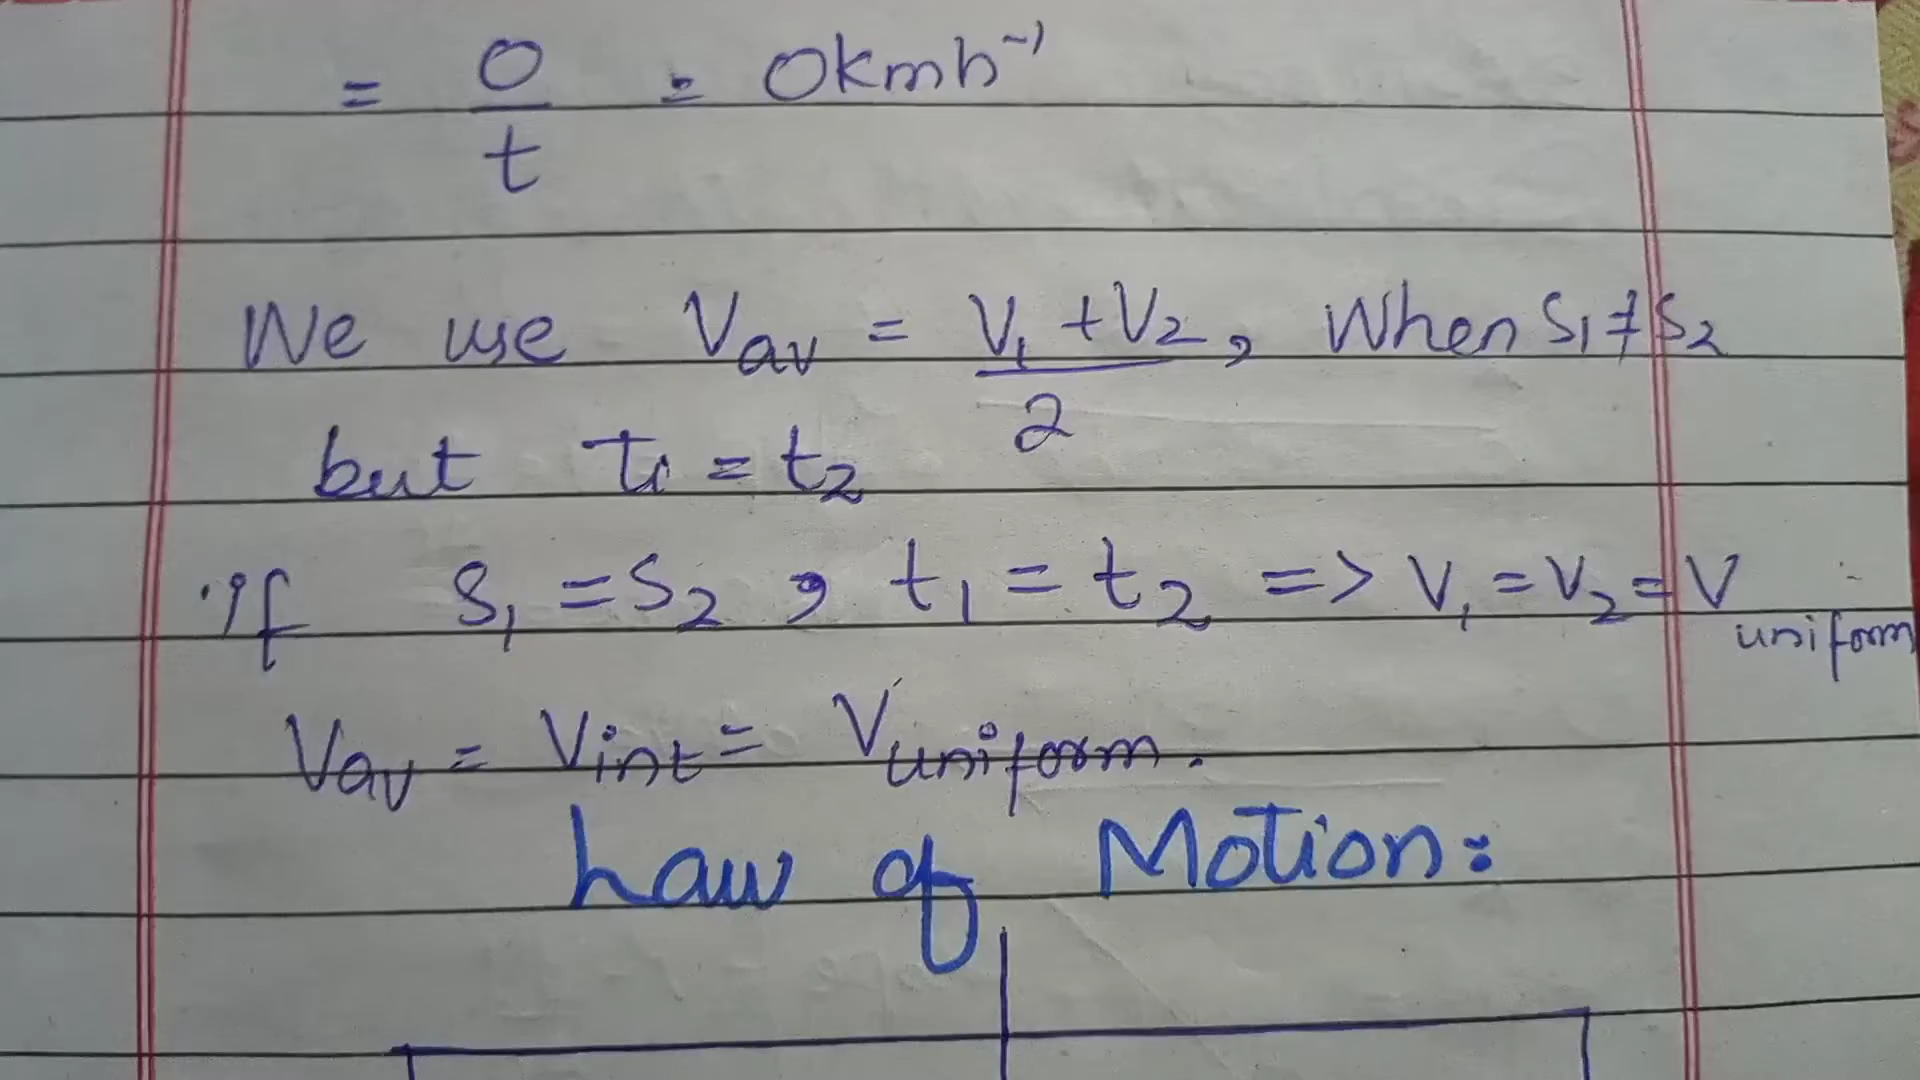 = 0/t = 0kmh⁻¹
We use Vav = V₁+V₂/2, When S₁≠S₂
but t₁=t₂
if S₁=S₂, t₁=t₂ => V₁=V₂=V uniform
Vav = Vint = Vuniform.
Law of Motion: